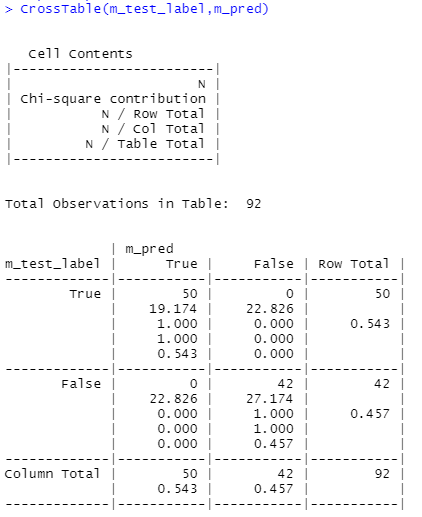 > CrossTable(m_test_label,m_pred)
   Cell Contents
|-------------------------|
|                       N |
| Chi-square contribution |
|           N / Row Total |
|           N / Col Total |
|         N / Table Total |
|-------------------------|
Total Observations in Table:  92
             | m_pred
m_test_label |      True |     False | Row Total |
-------------|-----------|-----------|-----------|
        True |        50 |         0 |        50 |
             |    19.174 |    22.826 |           |
             |     1.000 |     0.000 |     0.543 |
             |     1.000 |     0.000 |           |
             |     0.543 |     0.000 |           |
-------------|-----------|-----------|-----------|
       False |         0 |        42 |        42 |
             |    22.826 |    27.174 |           |
             |     0.000 |     1.000 |     0.457 |
             |     0.000 |     1.000 |           |
             |     0.000 |     0.457 |           |
-------------|-----------|-----------|-----------|
Column Total |        50 |        42 |        92 |
             |     0.543 |     0.457 |           |
-------------|-----------|-----------|-----------|